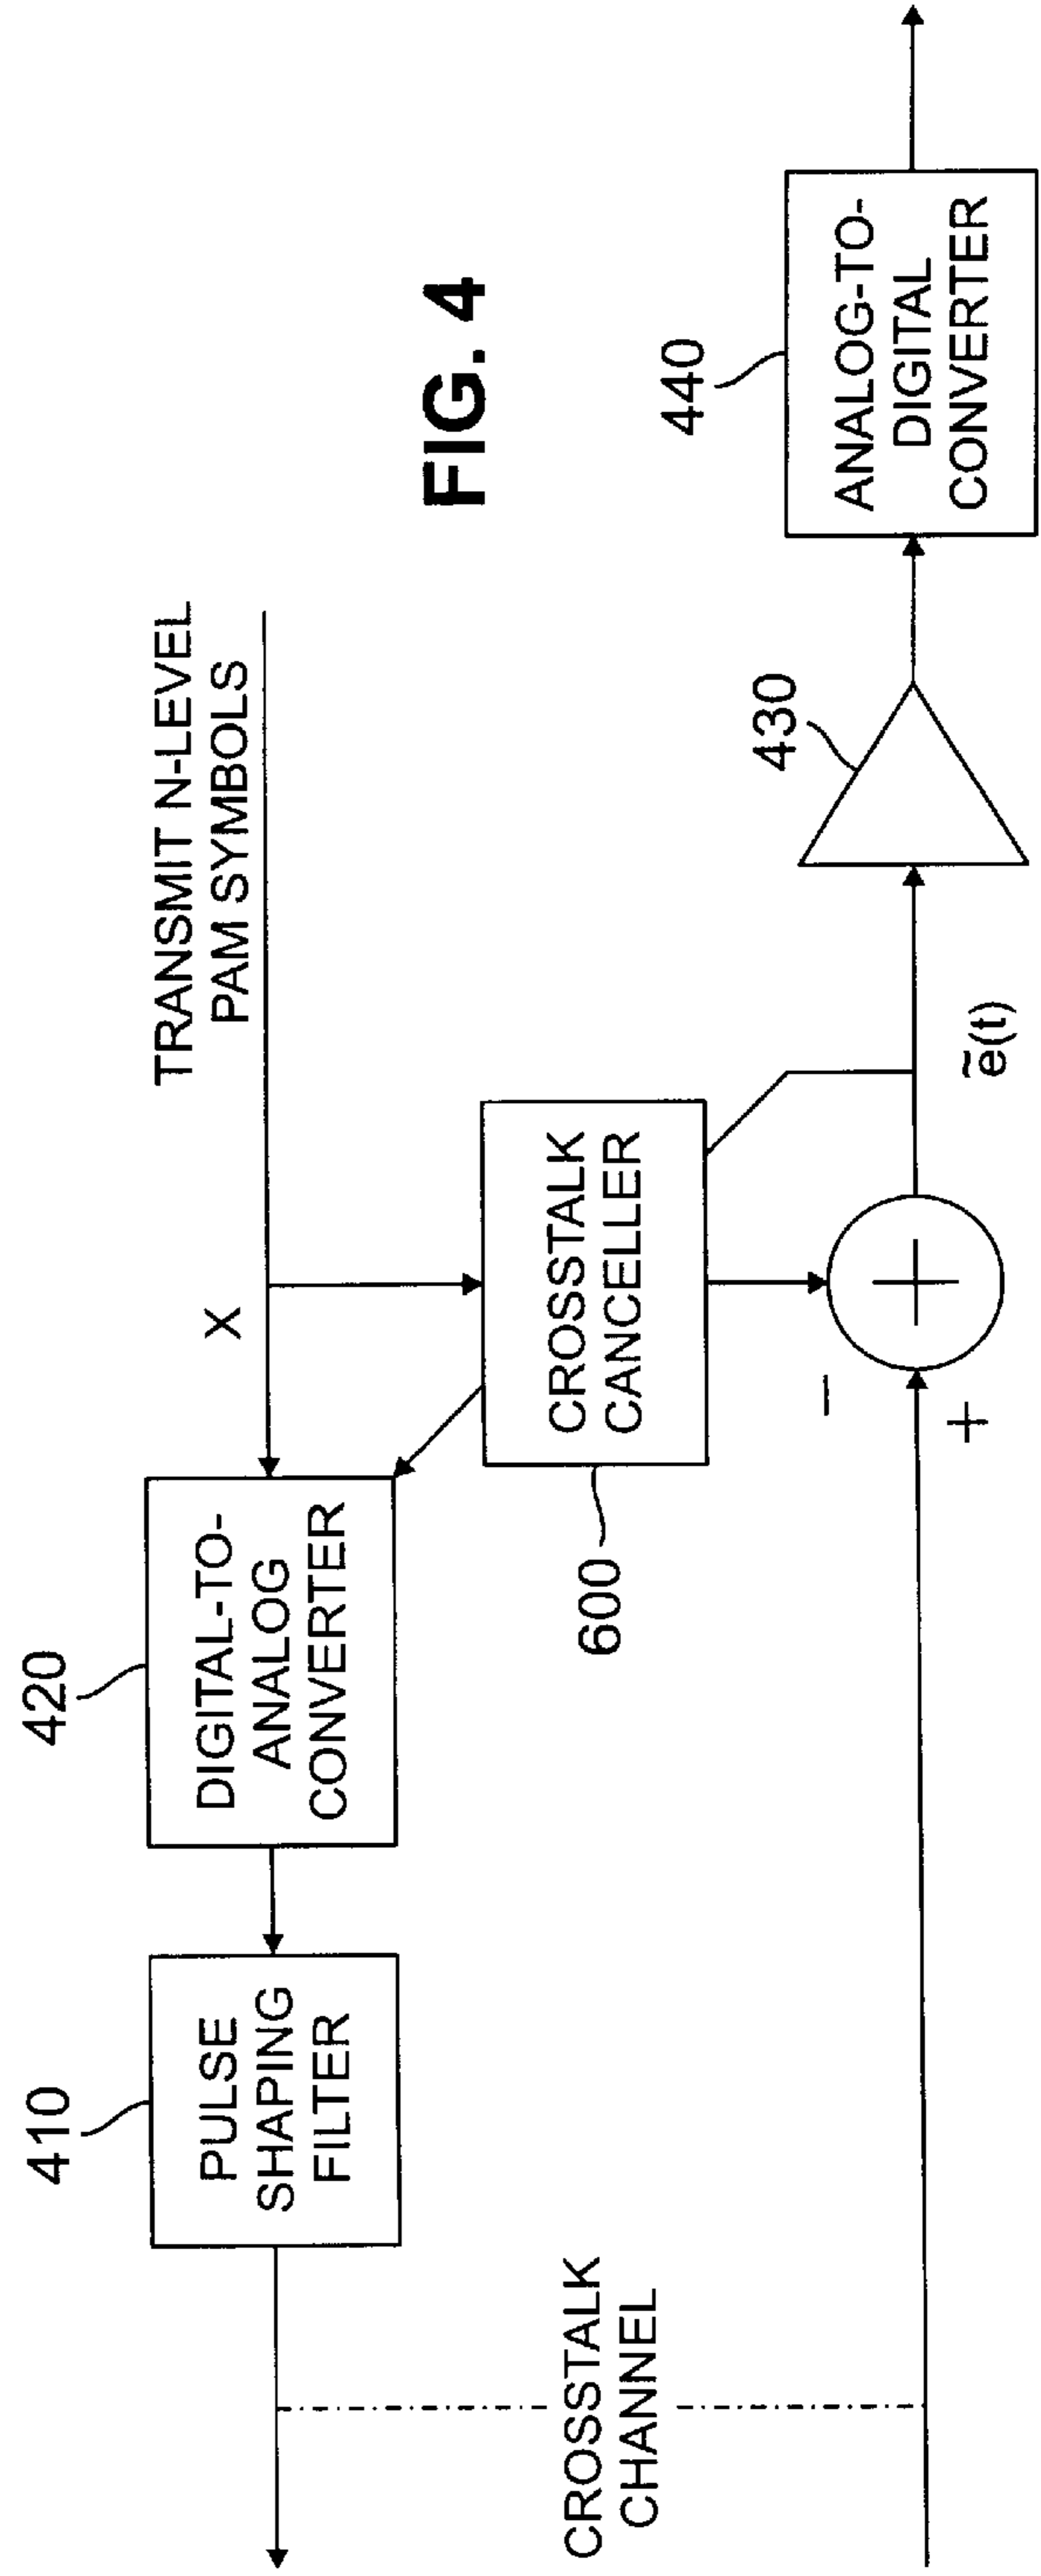 TRANSMIT N-LEVEL
PAM SYMBOLS
X
420
DIGITAL-TO-
ANALOG
CONVERTER
410
PULSE
SHAPING
FILTER
CROSSTALK
CANCELLER
600
CROSSTALK
CHANNEL
−
+
+
ẽ(t)
430
440
ANALOG-TO-
DIGITAL
CONVERTER
FIG. 4